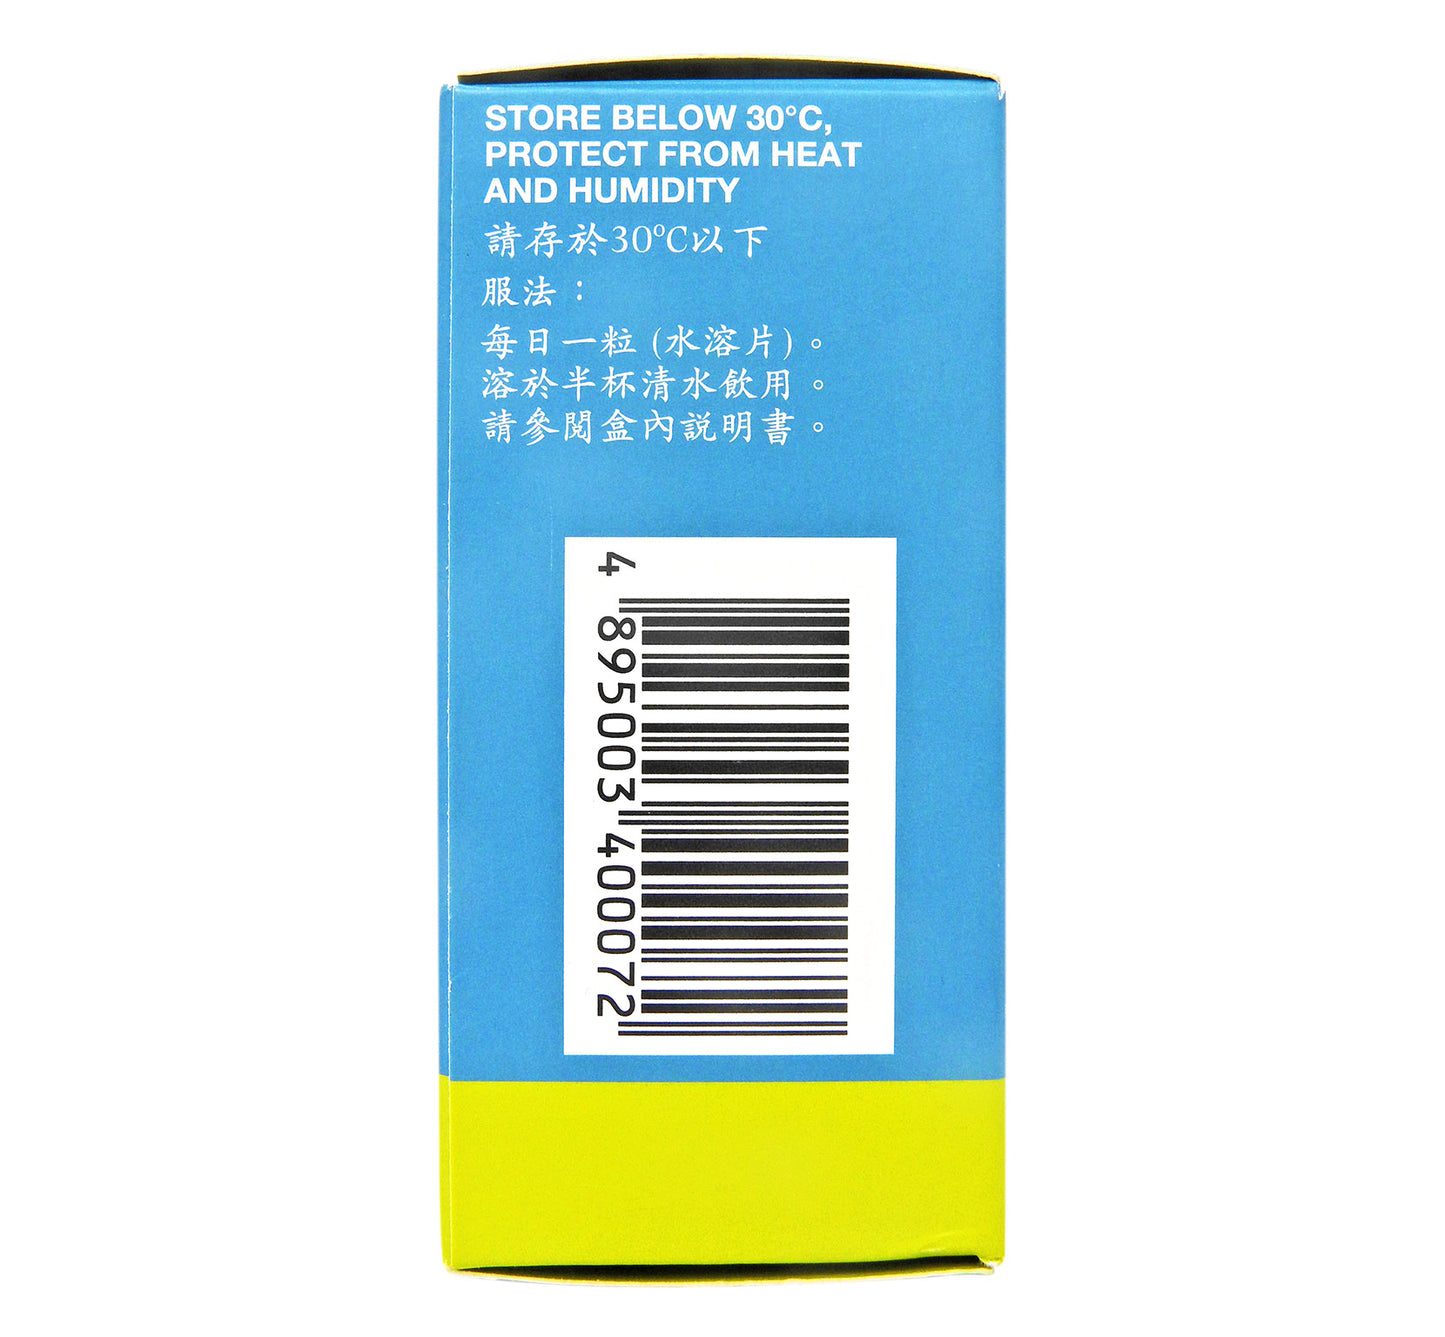 STORE BELOW 30°C,
PROTECT FROM HEAT
AND HUMIDITY
請存於30ºC以下
服法：
每日一粒 (水溶片)。
溶於半杯清水飲用。
請參閱盒內說明書。
4 895003 400072